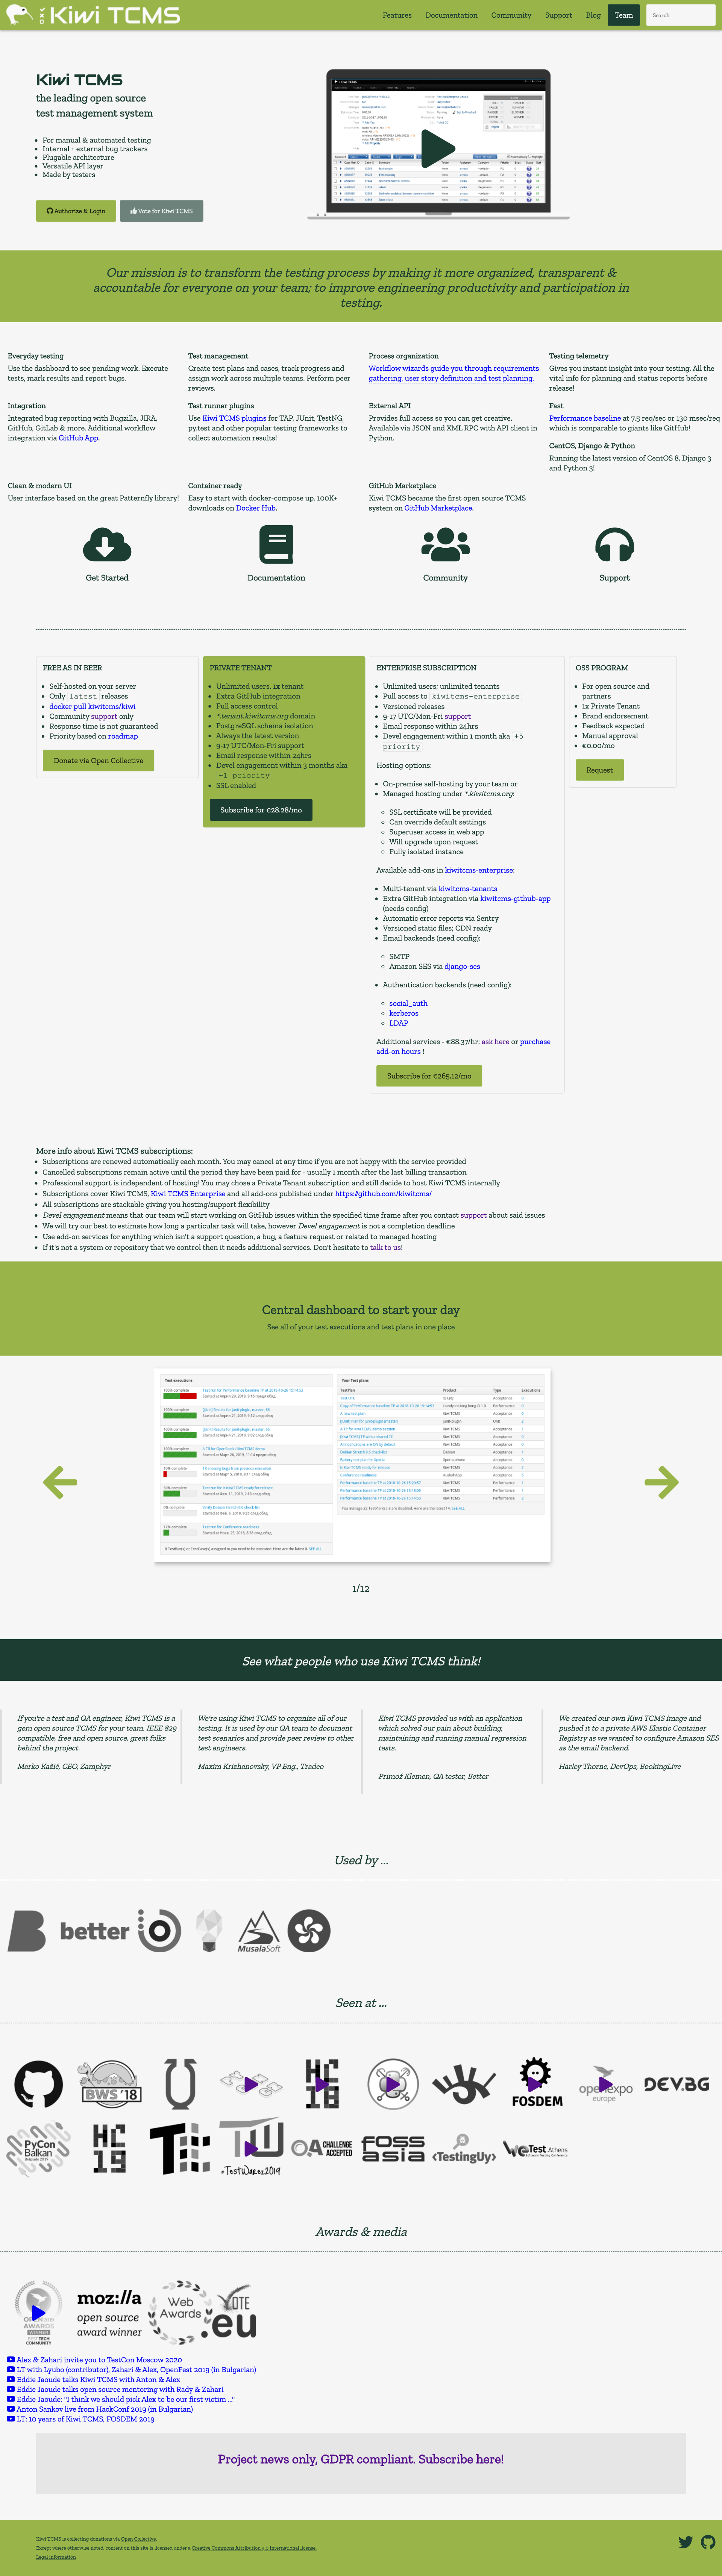 Kiwi TCMS
Features
Documentation
Community
Support
Blog
Team
Search
Kiwi TCMS
the leading open source
test management system
For manual & automated testing
Internal + external bug trackers
Plugable architecture
Versatile API layer
Made by testers
Authorize & Login
Vote for Kiwi TCMS
Our mission is to transform the testing process by making it more organized, transparent &
accountable for everyone on your team; to improve engineering productivity and participation in
testing.
Everyday testing
Use the dashboard to see pending work. Execute
tests, mark results and report bugs.
Test management
Create test plans and cases, track progress and
assign work across multiple teams. Perform peer
reviews.
Process organization
Workflow wizards guide you through requirements
gathering, user story definition and test planning.
Testing telemetry
Gives you instant insight into your testing. All the
vital info for planning and status reports before
release!
Integration
Integrated bug reporting with Bugzilla, JIRA,
GitHub, GitLab & more. Additional workflow
integration via GitHub App.
Test runner plugins
Use Kiwi TCMS plugins for TAP, JUnit, TestNG,
py.test and other popular testing frameworks to
collect automation results!
External API
Provides full access so you can get creative.
Available via JSON and XML RPC with API client in
Python.
Fast
Performance baseline at 7.5 req/sec or 130 msec/req
which is comparable to giants like GitHub!
CentOS, Django & Python
Running the latest version of CentOS 8, Django 3
and Python 3!
Clean & modern UI
User interface based on the great Patternfly library!
Container ready
Easy to start with docker-compose up. 100K+
downloads on Docker Hub.
GitHub Marketplace
Kiwi TCMS became the first open source TCMS
system on GitHub Marketplace.
Get Started
Documentation
Community
Support
FREE AS IN BEER
Self-hosted on your server
Only latest releases
docker pull kiwitcms/kiwi
Community support only
Response time is not guaranteed
Priority based on roadmap
Donate via Open Collective
PRIVATE TENANT
Unlimited users. 1x tenant
Extra GitHub integration
Full access control
*.tenant.kiwitcms.org domain
PostgreSQL schema isolation
Always the latest version
9-17 UTC/Mon-Fri support
Email response within 24hrs
Devel engagement within 3 months aka
+1 priority
SSL enabled
Subscribe for €28.28/mo
ENTERPRISE SUBSCRIPTION
Unlimited users; unlimited tenants
Pull access to kiwitcms-enterprise
Versioned releases
9-17 UTC/Mon-Fri support
Email response within 24hrs
Devel engagement within 1 month aka +5
priority
Hosting options:
On-premise self-hosting by your team or
Managed hosting under *.kiwitcms.org:
SSL certificate will be provided
Can override default settings
Superuser access in web app
Will upgrade upon request
Fully isolated instance
Available add-ons in kiwitcms-enterprise:
Multi-tenant via kiwitcms-tenants
Extra GitHub integration via kiwitcms-github-app
(needs config)
Automatic error reports via Sentry
Versioned static files; CDN ready
Email backends (need config):
SMTP
Amazon SES via django-ses
Authentication backends (need config):
social_auth
kerberos
LDAP
Additional services - €88.37/hr: ask here or purchase
add-on hours !
Subscribe for €265.12/mo
OSS PROGRAM
For open source and
partners
1x Private Tenant
Brand endorsement
Feedback expected
Manual approval
€0.00/mo
Request
More info about Kiwi TCMS subscriptions:
Subscriptions are renewed automatically each month. You may cancel at any time if you are not happy with the service provided
Cancelled subscriptions remain active until the period they have been paid for - usually 1 month after the last billing transaction
Professional support is independent of hosting! You may chose a Private Tenant subscription and still decide to host Kiwi TCMS internally
Subscriptions cover Kiwi TCMS, Kiwi TCMS Enterprise and all add-ons published under https://github.com/kiwitcms/
All subscriptions are stackable giving you hosting/support flexibility
Devel engagement means that our team will start working on GitHub issues within the specified time frame after you contact support about said issues
We will try our best to estimate how long a particular task will take, however Devel engagement is not a completion deadline
Use add-on services for anything which isn't a support question, a bug, a feature request or related to managed hosting
If it's not a system or repository that we control then it needs additional services. Don't hesitate to talk to us!
Central dashboard to start your day
See all of your test executions and test plans in one place
Test executions
Your Test plans
TestPlan
Product
Type
Executions
1/12
See what people who use Kiwi TCMS think!
If you're a test and QA engineer, Kiwi TCMS is a
gem open source TCMS for your team. IEEE 829
compatible, free and open source, great folks
behind the project.
Marko Kažić, CEO, Zamphyr
We're using Kiwi TCMS to organize all of our
testing. It is used by our QA team to document
test scenarios and provide peer review to other
test engineers.
Maxim Krizhanovsky, VP Eng., Tradeo
Kiwi TCMS provided us with an application
which solved our pain about building,
maintaining and running manual regression
tests.
Primož Klemen, QA tester, Better
We created our own Kiwi TCMS image and
pushed it to a private AWS Elastic Container
Registry as we wanted to configure Amazon SES
as the email backend.
Harley Thorne, DevOps, BookingLive
Used by ...
better
MusalaSoft
Seen at ...
BWS '18
HC18
FOSDEM
openexpo
europe
DEV.BG
PyCon
Balkan
Belgrade 2019
HC19
#TestWarez2019
CHALLENGE
ACCEPTED
FOSS
ASIA
<TestingUy>
WeTest Athens
Awards & media
moz://a
open source
award winner
Web
Awards
VOTE
.eu
Alex & Zahari invite you to TestCon Moscow 2020
LT with Lyubo (contributor), Zahari & Alex, OpenFest 2019 (in Bulgarian)
Eddie Jaoude talks Kiwi TCMS with Anton & Alex
Eddie Jaoude talks open source mentoring with Rady & Zahari
Eddie Jaoude: "I think we should pick Alex to be our first victim ..."
Anton Sankov live from HackConf 2019 (in Bulgarian)
LT: 10 years of Kiwi TCMS, FOSDEM 2019
Project news only, GDPR compliant. Subscribe here!
Kiwi TCMS is collecting donations via Open Collective.
Except where otherwise noted, content on this site is licensed under a Creative Commons Attribution 4.0 International license.
Legal information